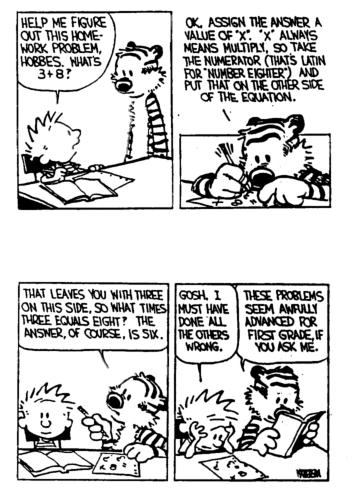 HELP ME FIGURE
OUT THIS HOME-
WORK PROBLEM,
HOBBES. WHAT'S
3+8?
OK, ASSIGN THE ANSWER A
VALUE OF "X". "X" ALWAYS
MEANS MULTIPLY, SO TAKE
THE NUMERATOR (THAT'S LATIN
FOR "NUMBER EIGHTER") AND
PUT THAT ON THE OTHER SIDE
OF THE EQUATION.
THAT LEAVES YOU WITH THREE
ON THIS SIDE, SO WHAT TIMES
THREE EQUALS EIGHT? THE
ANSWER, OF COURSE, IS SIX.
GOSH, I
MUST HAVE
DONE ALL
THE OTHERS
WRONG.
THESE PROBLEMS
SEEM AWFULLY
ADVANCED FOR
FIRST GRADE, IF
YOU ASK ME.